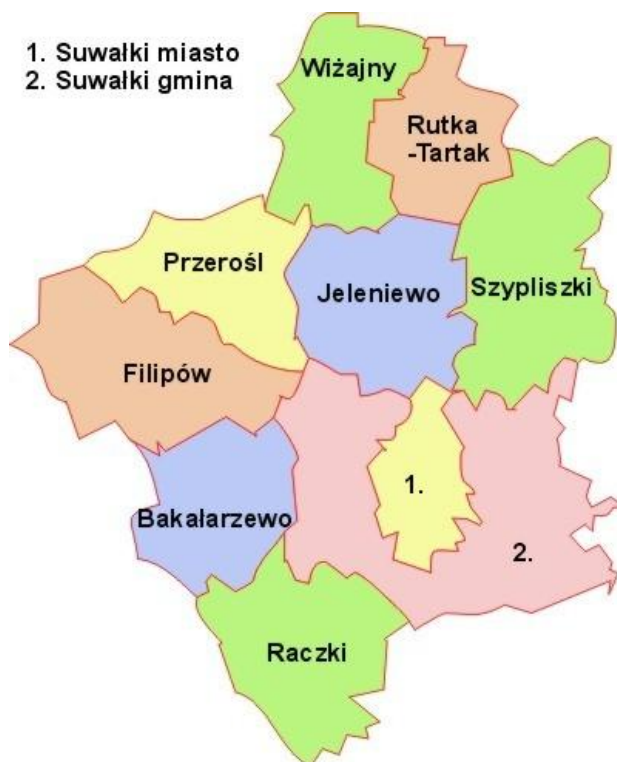 1. Suwałki miasto
2. Suwałki gmina
Wiżajny
Rutka
-Tartak
Przerośl
Jeleniewo
Szypliszki
Filipów
1.
Bakałarzewo
2.
Raczki